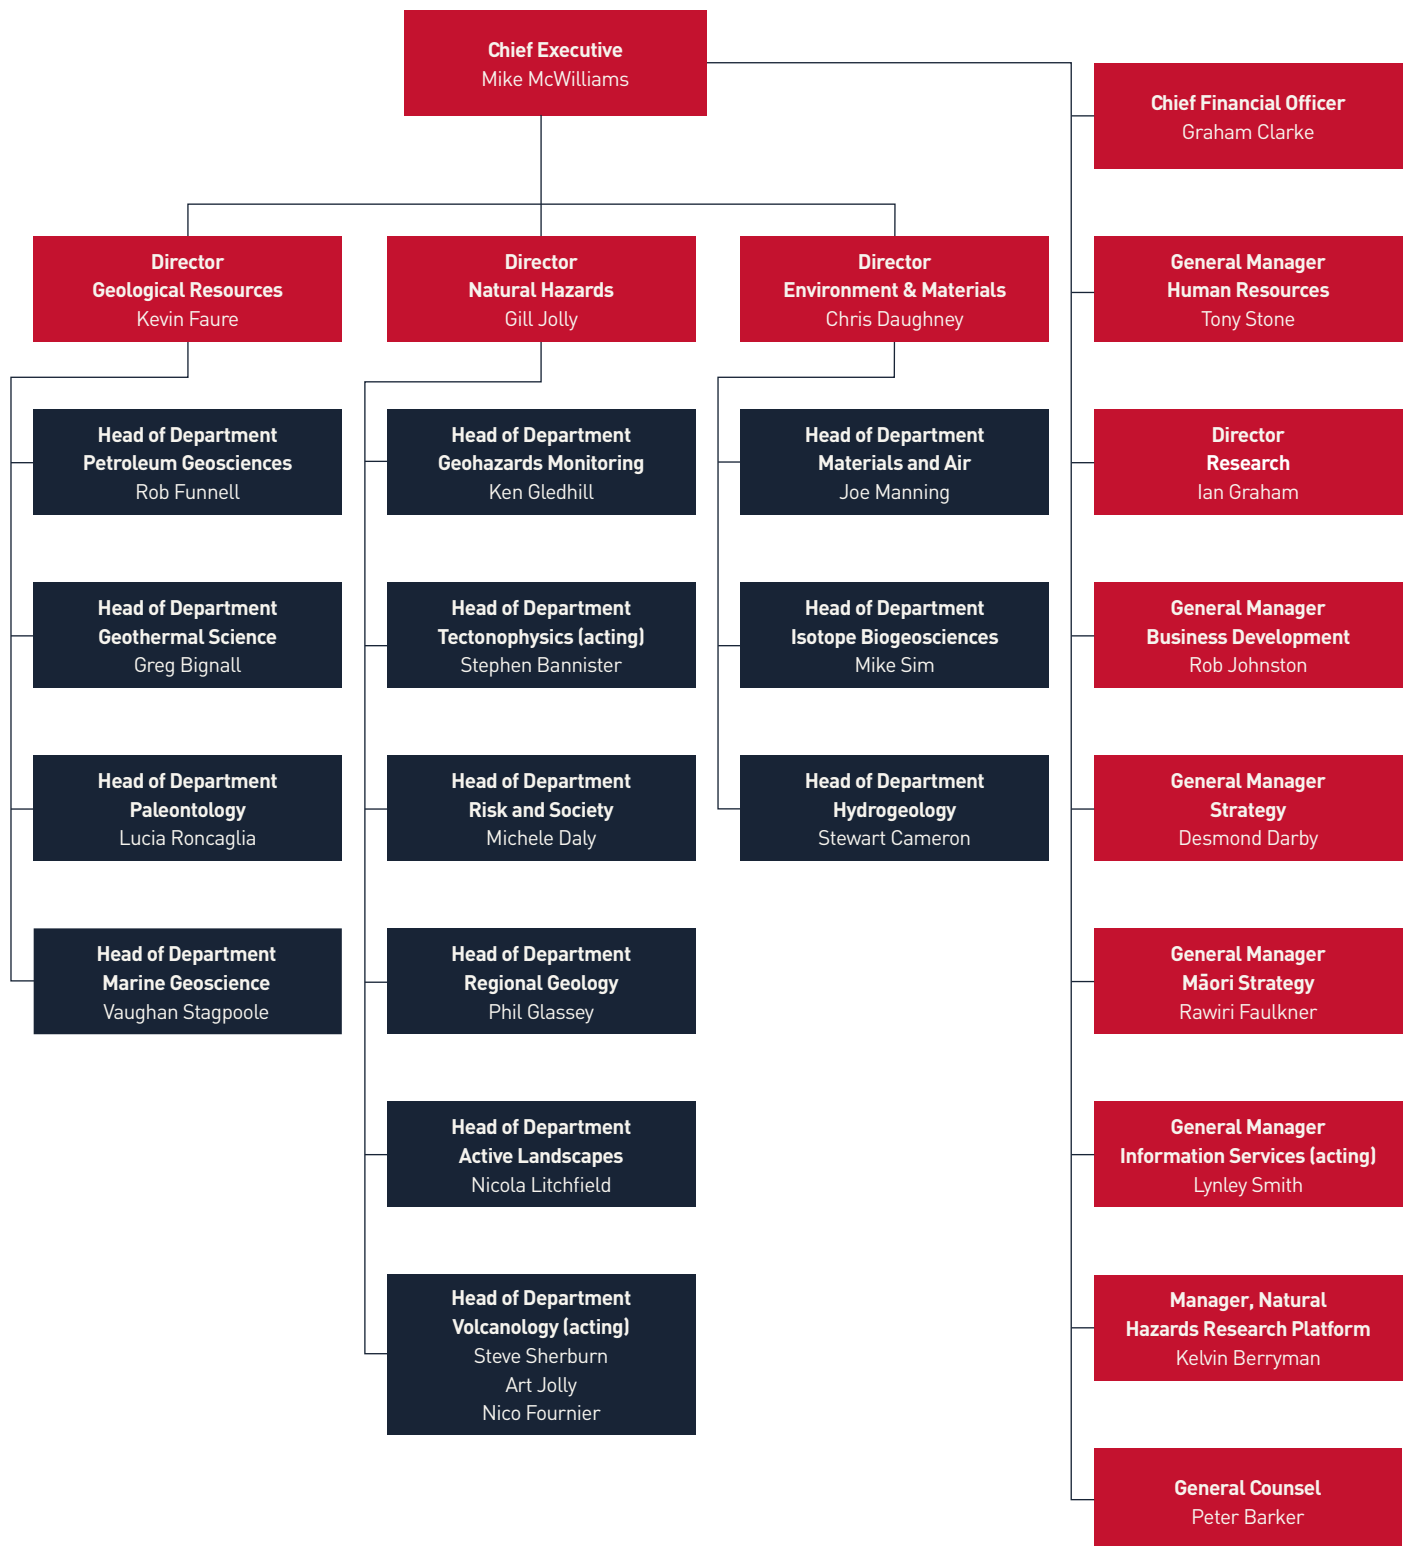 Chief Executive
Mike McWilliams
Chief Financial Officer
Graham Clarke
Director
Geological Resources
Kevin Faure
Director
Natural Hazards
Gill Jolly
Director
Environment & Materials
Chris Daughney
General Manager
Human Resources
Tony Stone
Head of Department
Petroleum Geosciences
Rob Funnell
Head of Department
Geohazards Monitoring
Ken Gledhill
Head of Department
Materials and Air
Joe Manning
Director
Research
Ian Graham
Head of Department
Geothermal Science
Greg Bignall
Head of Department
Tectonophysics (acting)
Stephen Bannister
Head of Department
Isotope Biogeosciences
Mike Sim
General Manager
Business Development
Rob Johnston
Head of Department
Paleontology
Lucia Roncaglia
Head of Department
Risk and Society
Michele Daly
Head of Department
Hydrogeology
Stewart Cameron
General Manager
Strategy
Desmond Darby
Head of Department
Marine Geoscience
Vaughan Stagpoole
Head of Department
Regional Geology
Phil Glassey
General Manager
Māori Strategy
Rawiri Faulkner
Head of Department
Active Landscapes
Nicola Litchfield
General Manager
Information Services (acting)
Lynley Smith
Head of Department
Volcanology (acting)
Steve Sherburn
Art Jolly
Nico Fournier
Manager, Natural
Hazards Research Platform
Kelvin Berryman
General Counsel
Peter Barker